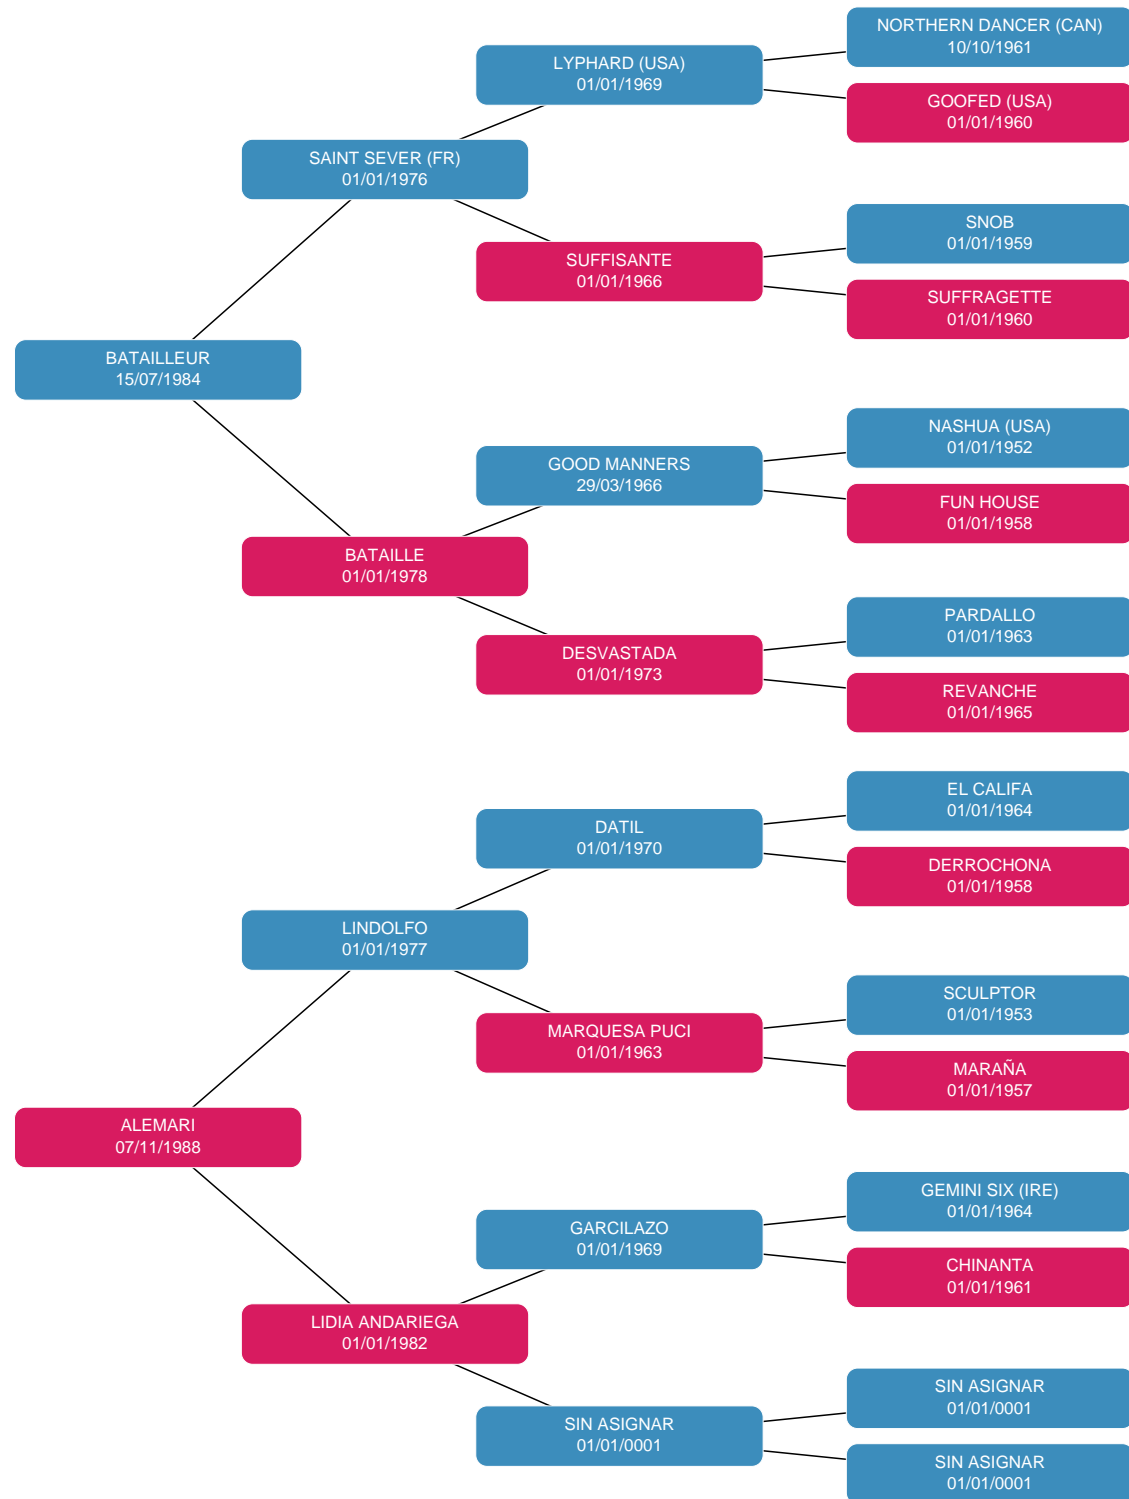 NORTHERN DANCER (CAN)
10/10/1961
LYPHARD (USA)
01/01/1969
GOOFED (USA)
01/01/1960
SAINT SEVER (FR)
01/01/1976
SNOB
01/01/1959
SUFFISANTE
01/01/1966
SUFFRAGETTE
01/01/1960
BATAILLEUR
15/07/1984
NASHUA (USA)
01/01/1952
GOOD MANNERS
29/03/1966
FUN HOUSE
01/01/1958
BATAILLE
01/01/1978
PARDALLO
01/01/1963
DESVASTADA
01/01/1973
REVANCHE
01/01/1965
EL CALIFA
01/01/1964
DATIL
01/01/1970
DERROCHONA
01/01/1958
LINDOLFO
01/01/1977
SCULPTOR
01/01/1953
MARQUESA PUCI
01/01/1963
MARAÑA
01/01/1957
ALEMARI
07/11/1988
GEMINI SIX (IRE)
01/01/1964
GARCILAZO
01/01/1969
CHINANTA
01/01/1961
LIDIA ANDARIEGA
01/01/1982
SIN ASIGNAR
01/01/0001
SIN ASIGNAR
01/01/0001
SIN ASIGNAR
01/01/0001